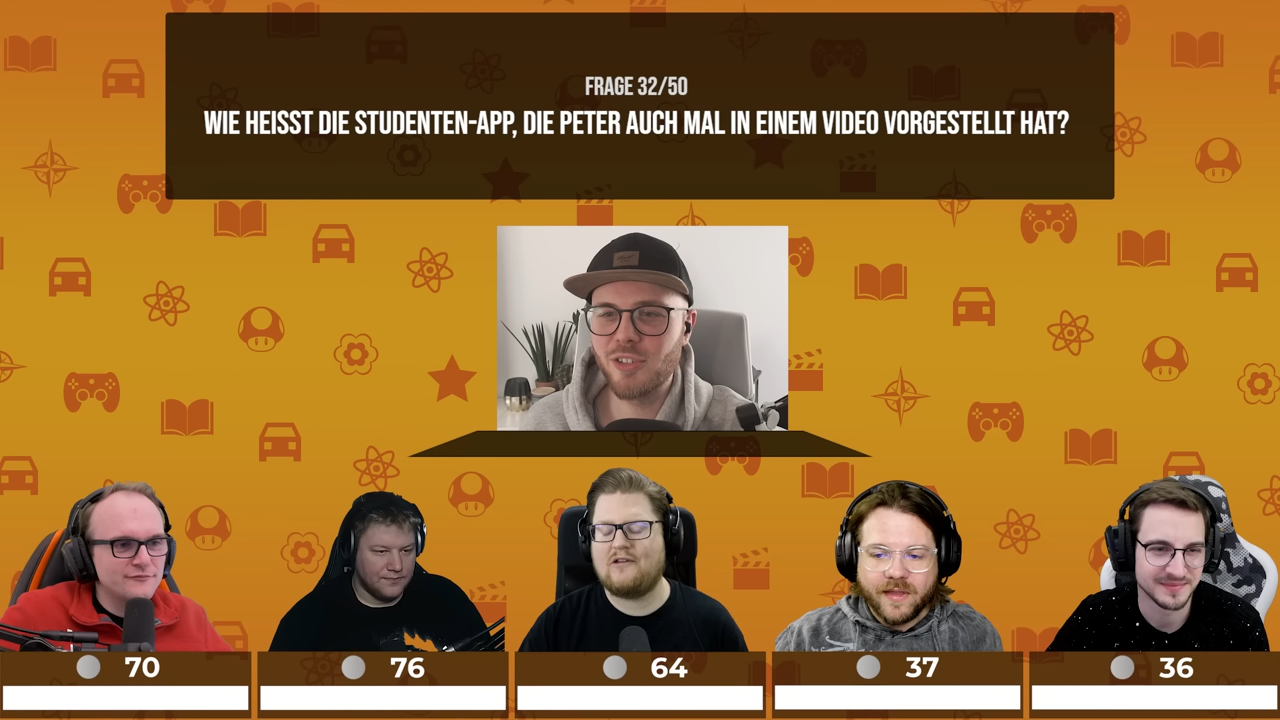 FRAGE 32/50
WIE HEISST DIE STUDENTEN-APP, DIE PETER AUCH MAL IN EINEM VIDEO VORGESTELLT HAT?
70
76
64
37
36